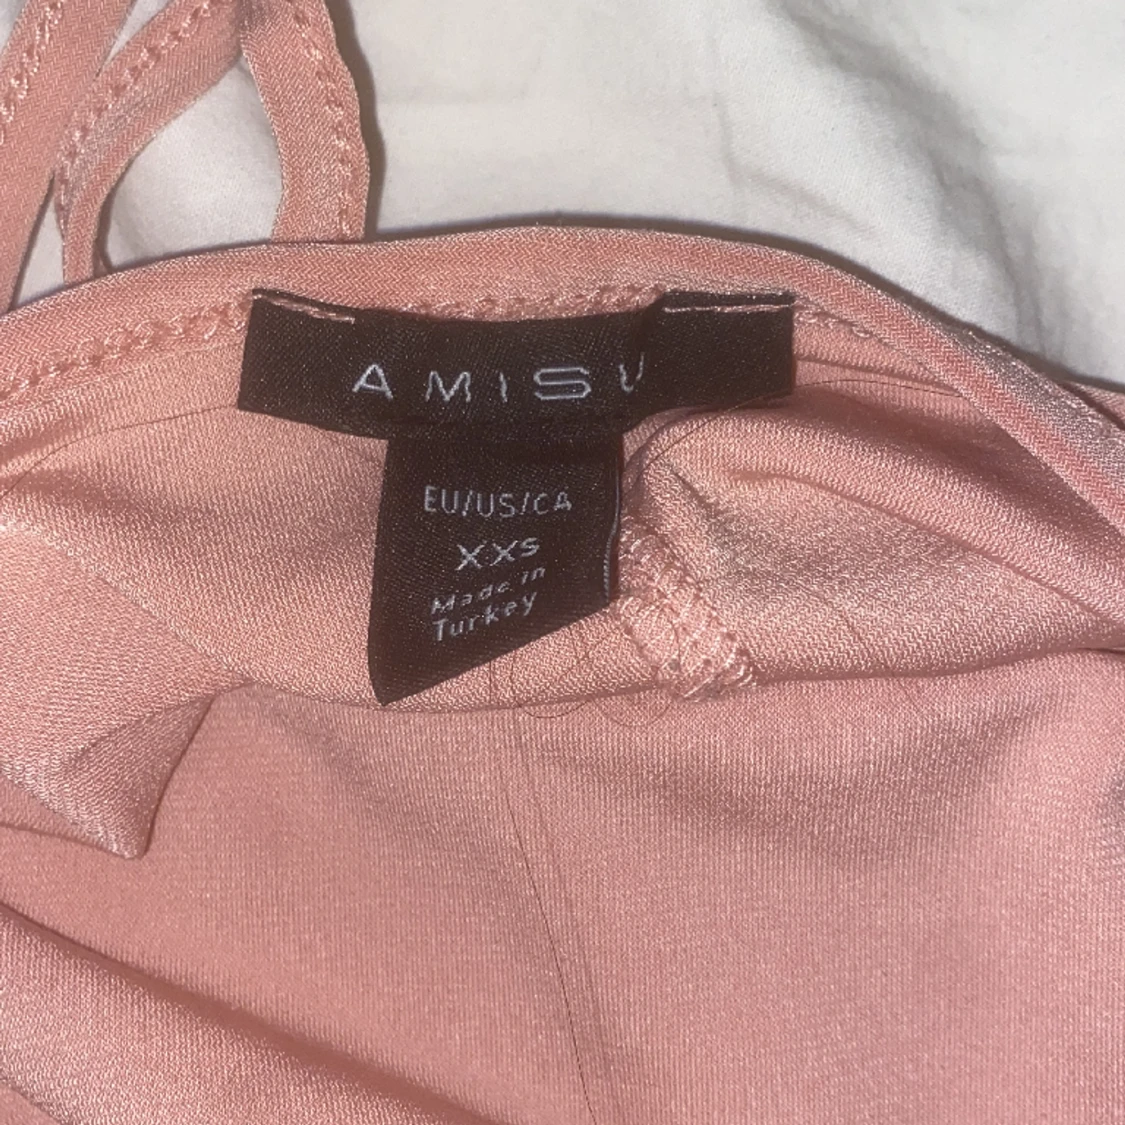 AMISU
EU/US/CA
XXS
Made in
Turkey